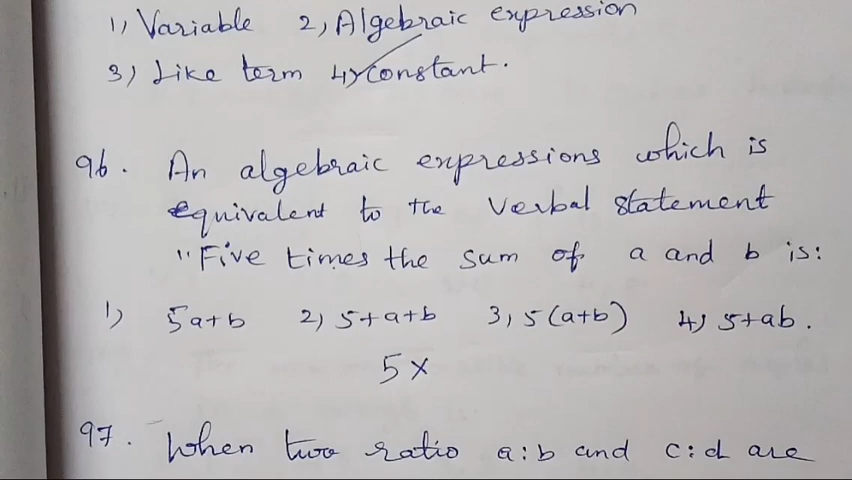 1) Variable 2) Algebraic expression
3) Like term 4) constant.
96. An algebraic expressions which is
equivalent to the verbal statement
"Five times the sum of a and b is:
1) 5a+b 2) 5+a+b 3) 5(a+b) 4) 5+ab.
5×
97. When two ratio a:b and c:d are